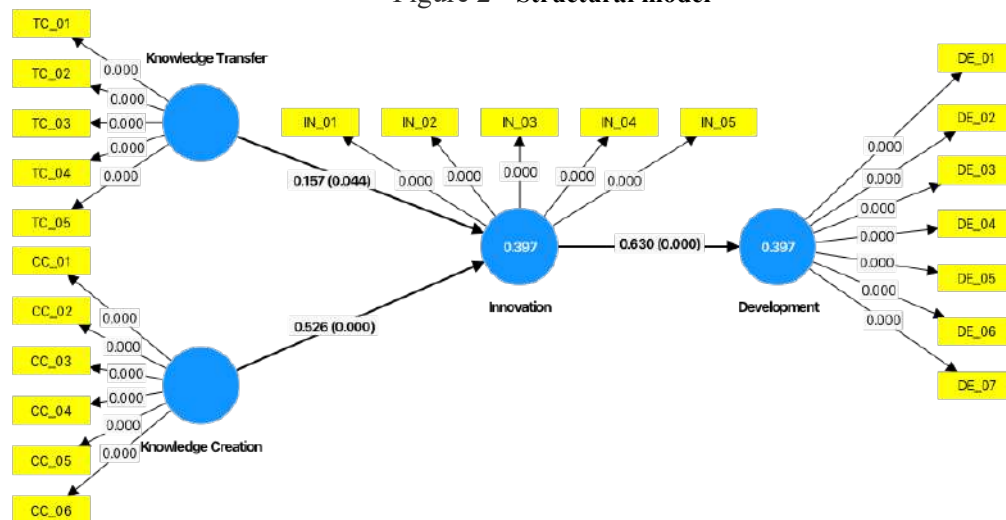 Figure 2 Structural model
TC_01
TC_02
TC_03
TC_04
TC_05
Knowledge Transfer
0.000
0.000
0.000
0.000
0.000
0.157 (0.044)
CC_01
CC_02
CC_03
CC_04
CC_05
CC_06
Knowledge Creation
0.000
0.000
0.000
0.000
0.000
0.000
0.526 (0.000)
IN_01
IN_02
IN_03
IN_04
IN_05
0.000
0.000
0.000
0.000
0.000
0.397
Innovation
0.630 (0.000)
0.397
Development
0.000
0.000
0.000
0.000
0.000
0.000
0.000
DE_01
DE_02
DE_03
DE_04
DE_05
DE_06
DE_07